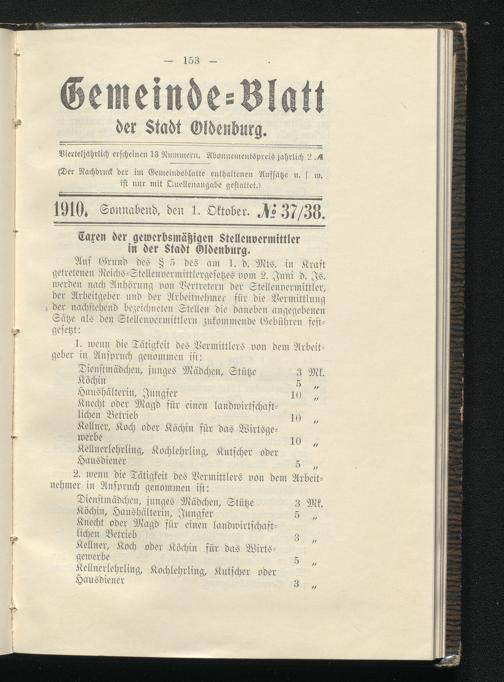 — 153 —
Gemeinde=Blatt
der Stadt Oldenburg.
Vierteljährlich erscheinen 13 Nummern. Abonnementspreis jährlich 2 ℳ
(Der Nachdruck der im Gemeindeblatte enthaltenen Aufsätze u. s w.
ist nur mit Quellenangabe gestattet.)
1910. Sonnabend, den 1. Oktober. № 37/38.
Taxen der gewerbsmäßigen Stellenvermittler
in der Stadt Oldenburg.
Auf Grund des § 5 des am 1. d. Mts. in Kraft
getretenen Reichs-Stellenvermittlergesetzes vom 2. Juni d. Js.
werden nach Anhörung von Vertretern der Stellenvermittler,
der Arbeitgeber und der Arbeitnehmer für die Vermittlung
der nachstehend bezeichneten Stellen die daneben angegebenen
Sätze als den Stellenvermittlern zukommende Gebühren fest-
gesetzt:
1. wenn die Tätigkeit des Vermittlers von dem Arbeit-
geber in Anspruch genommen ist:
Dienstmädchen, junges Mädchen, Stütze 3 Mk.
Köchin 5 „
Haushälterin, Jungfer 10 „
Knecht oder Magd für einen landwirtschaft-
lichen Betrieb 10 „
Kellner, Koch oder Köchin für das Wirtsge-
werbe 10 „
Kellnerlehrling, Kochlehrling, Kutscher oder
Hausdiener 5 „
2. wenn die Tätigkeit des Vermittlers von dem Arbeit-
nehmer in Anspruch genommen ist:
Dienstmädchen, junges Mädchen, Stütze 3 Mk.
Köchin, Haushälterin, Jungfer 5 „
Knecht oder Magd für einen landwirtschaft-
lichen Betrieb 3 „
Kellner, Koch oder Köchin für das Wirts-
gewerbe 5 „
Kellnerlehrling, Kochlehrling, Kutscher oder
Hausdiener 3 „